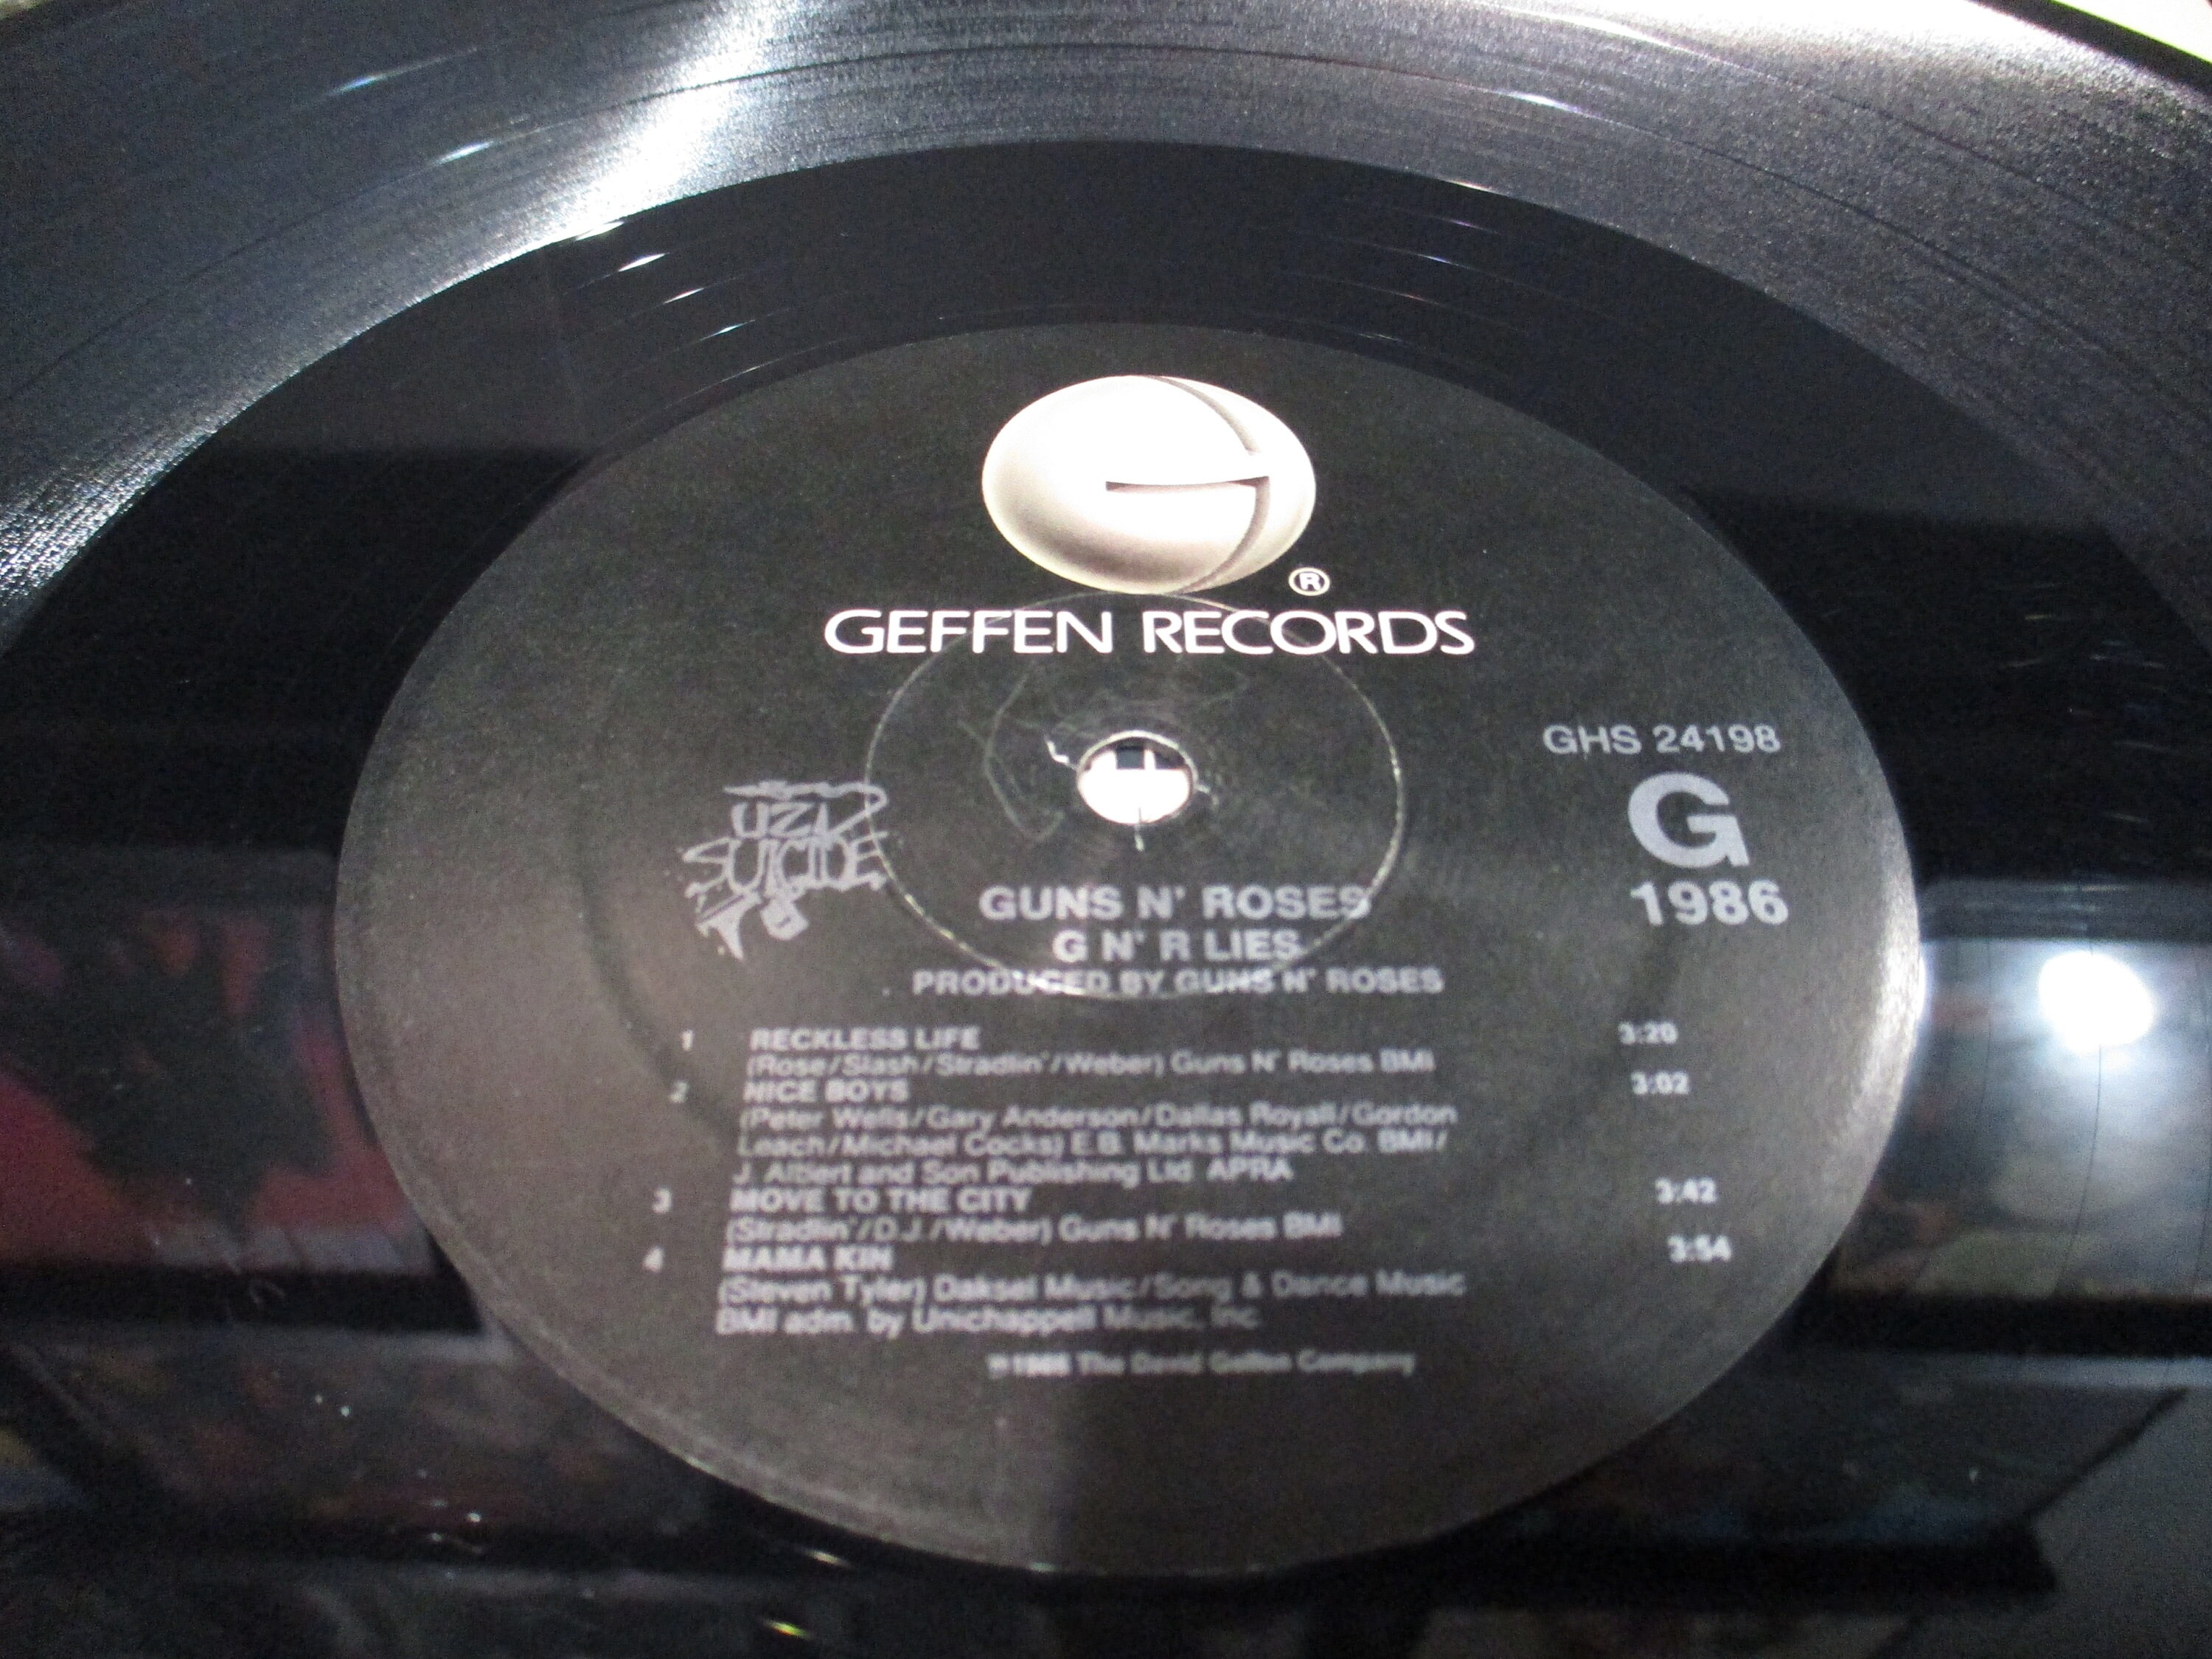 ®
GEFFEN RECORDS
GHS 24198
G
1986
UZI
SUICIDE
GUNS N' ROSES
G N' R LIES
PRODUCED BY GUNS N' ROSES
1 RECKLESS LIFE 3:20
(Rose/Slash/Stradlin'/Weber) Guns N' Roses BMI
2 NICE BOYS 3:02
(Peter Wells/Gary Anderson/Dallas Royall/Gordon
Leach/Michael Cocks) E.B. Marks Music Co. BMI/
J. Albert and Son Publishing Ltd. APRA
3 MOVE TO THE CITY 3:42
(Stradlin'/D.J./Weber) Guns N' Roses BMI
4 MAMA KIN 3:54
(Steven Tyler) Daksel Music/Song & Dance Music
BMI adm. by Unichappell Music, Inc
The David Geffen Company